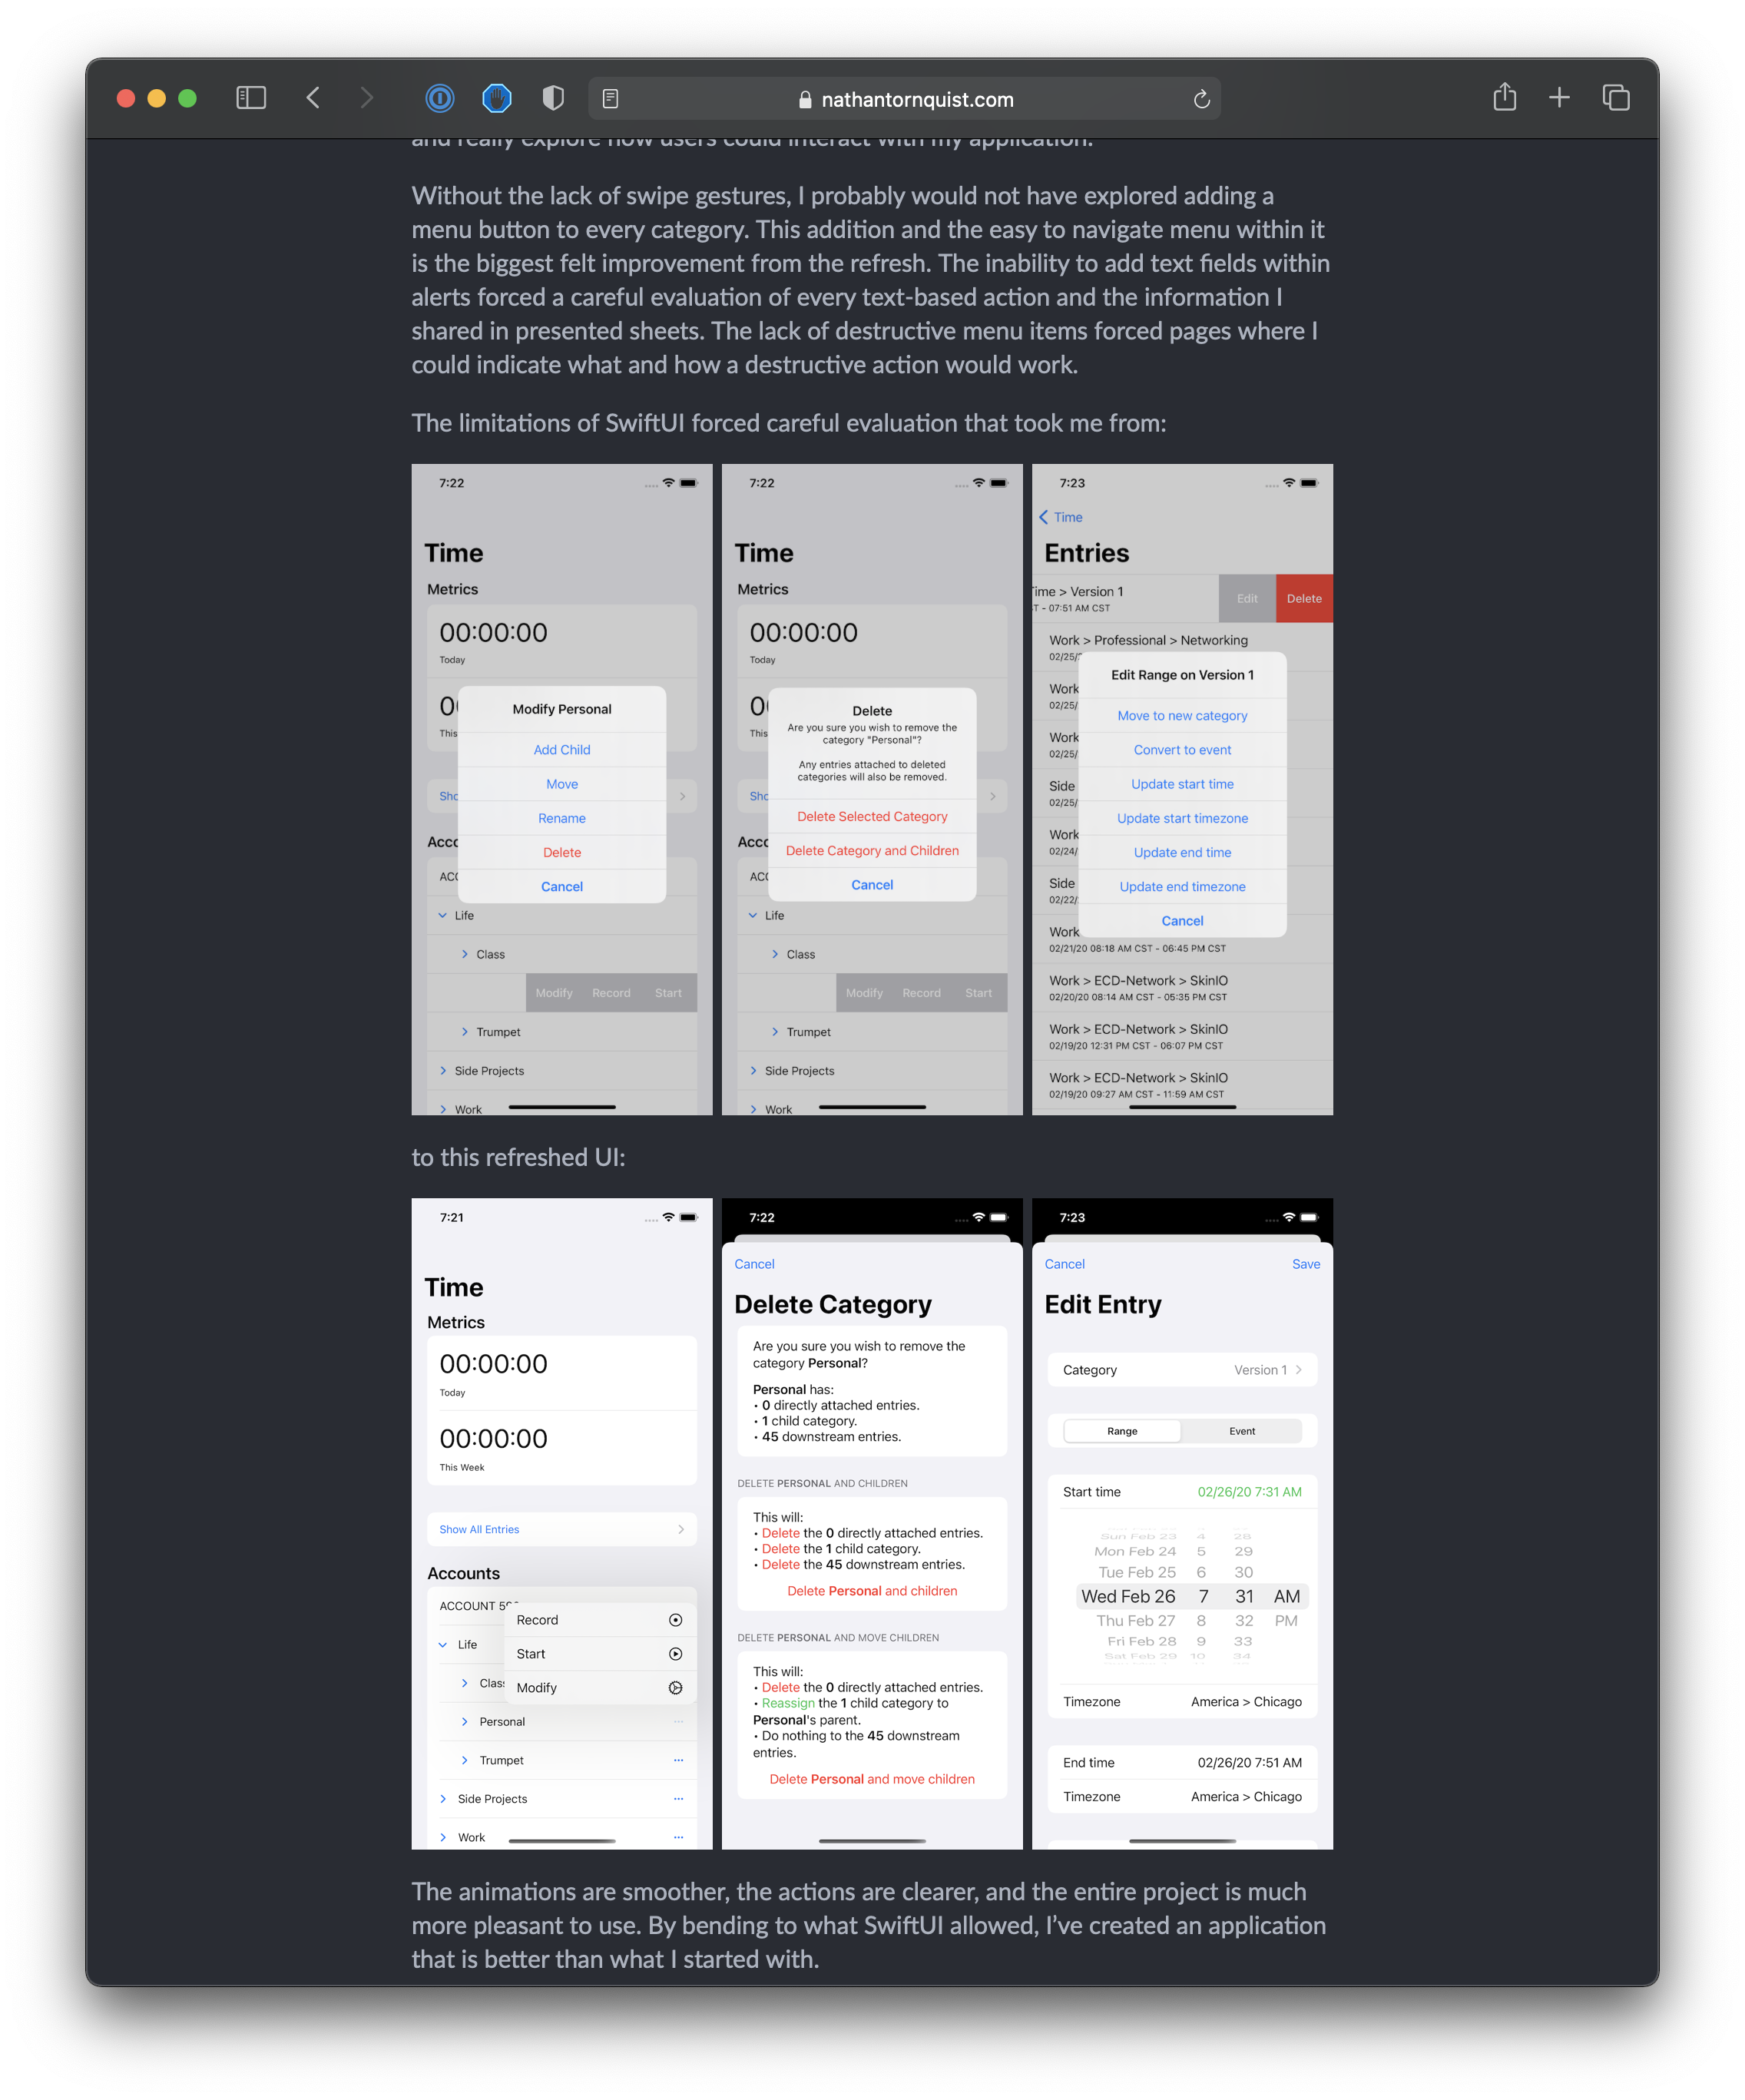 nathantornquist.com
and really explore how users could interact with my application.
Without the lack of swipe gestures, I probably would not have explored adding a
menu button to every category. This addition and the easy to navigate menu within it
is the biggest felt improvement from the refresh. The inability to add text fields within
alerts forced a careful evaluation of every text-based action and the information I
shared in presented sheets. The lack of destructive menu items forced pages where I
could indicate what and how a destructive action would work.
The limitations of SwiftUI forced careful evaluation that took me from:
7:22
Time
Metrics
00:00:00
Today
Modify Personal
Add Child
Move
Rename
Delete
Cancel
Life
Class
Modify Record Start
Trumpet
Side Projects
Work
7:22
Time
Metrics
00:00:00
Today
Delete
Are you sure you wish to remove the
category "Personal"?
Any entries attached to deleted
categories will also be removed.
Delete Selected Category
Delete Category and Children
Cancel
Life
Class
Modify Record Start
Trumpet
Side Projects
Work
7:23
Time
Entries
Time > Version 1
T - 07:51 AM CST
Edit Delete
Work > Professional > Networking
02/25/
Edit Range on Version 1
Work
02/25/
Move to new category
Convert to event
Work
02/25/
Update start time
Side
02/25/
Update start timezone
Work
02/24/
Update end time
Side
02/22/
Update end timezone
Cancel
Work
02/21/20 08:18 AM CST - 06:45 PM CST
Work > ECD-Network > SkinIO
02/20/20 08:14 AM CST - 05:35 PM CST
Work > ECD-Network > SkinIO
02/19/20 12:31 PM CST - 06:07 PM CST
Work > ECD-Network > SkinIO
02/19/20 09:27 AM CST - 11:59 AM CST
to this refreshed UI:
7:21
Time
Metrics
00:00:00
Today
00:00:00
This Week
Show All Entries
Accounts
ACCOUNT
Record
Start
Modify
Life
Class
Personal
Trumpet
Side Projects
Work
7:22
Cancel
Delete Category
Are you sure you wish to remove the
category Personal?
Personal has:
• 0 directly attached entries.
• 1 child category.
• 45 downstream entries.
DELETE PERSONAL AND CHILDREN
This will:
• Delete the 0 directly attached entries.
• Delete the 1 child category.
• Delete the 45 downstream entries.
Delete Personal and children
DELETE PERSONAL AND MOVE CHILDREN
This will:
• Delete the 0 directly attached entries.
• Reassign the 1 child category to
Personal's parent.
• Do nothing to the 45 downstream
entries.
Delete Personal and move children
7:23
Cancel Save
Edit Entry
Category Version 1
Range Event
Start time 02/26/20 7:31 AM
Sun Feb 23 4 28
Mon Feb 24 5 29
Tue Feb 25 6 30
Wed Feb 26 7 31 AM
Thu Feb 27 8 32 PM
Fri Feb 28 9 33
Sat Feb 29 10 34
Timezone America > Chicago
End time 02/26/20 7:51 AM
Timezone America > Chicago
The animations are smoother, the actions are clearer, and the entire project is much
more pleasant to use. By bending to what SwiftUI allowed, I've created an application
that is better than what I started with.